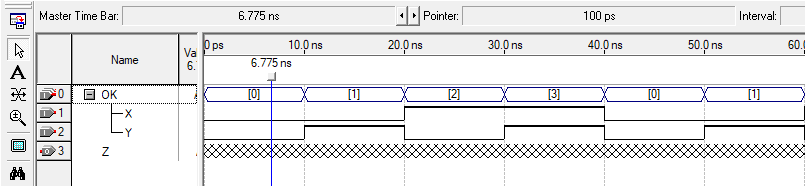 Master Time Bar: 6.775 ns Pointer: 100 ps Interval:
Name
0 ps 10.0 ns 20.0 ns 30.0 ns 40.0 ns 50.0 ns 60.
6.
6.775 ns
0 OK [0] [1] [2] [3] [0] [1]
1 X
2 Y
3 Z